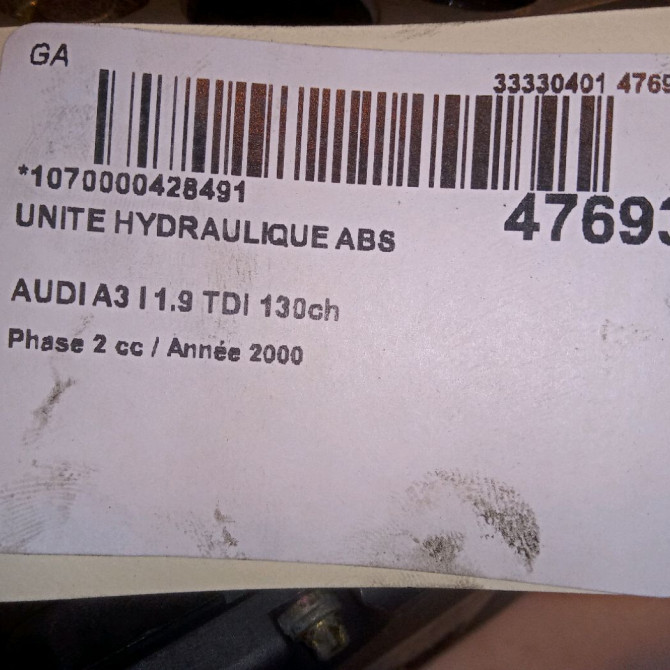 GA
33330401 4769
*1070000428491
47693
UNITE HYDRAULIQUE ABS
AUDI A3 I 1.9 TDI 130ch
Phase 2 cc / Année 2000